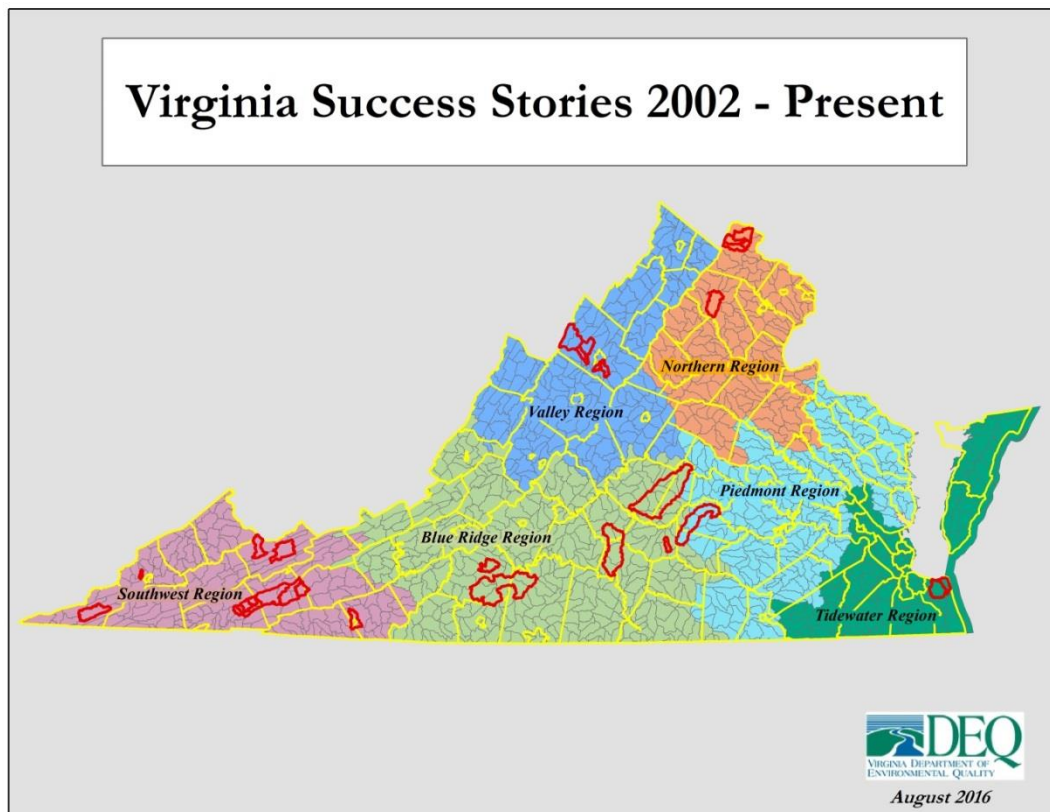 Virginia Success Stories 2002 - Present
Northern Region
Valley Region
Piedmont Region
Blue Ridge Region
Southwest Region
Tidewater Region
DEQ
VIRGINIA DEPARTMENT OF
ENVIRONMENTAL QUALITY
August 2016